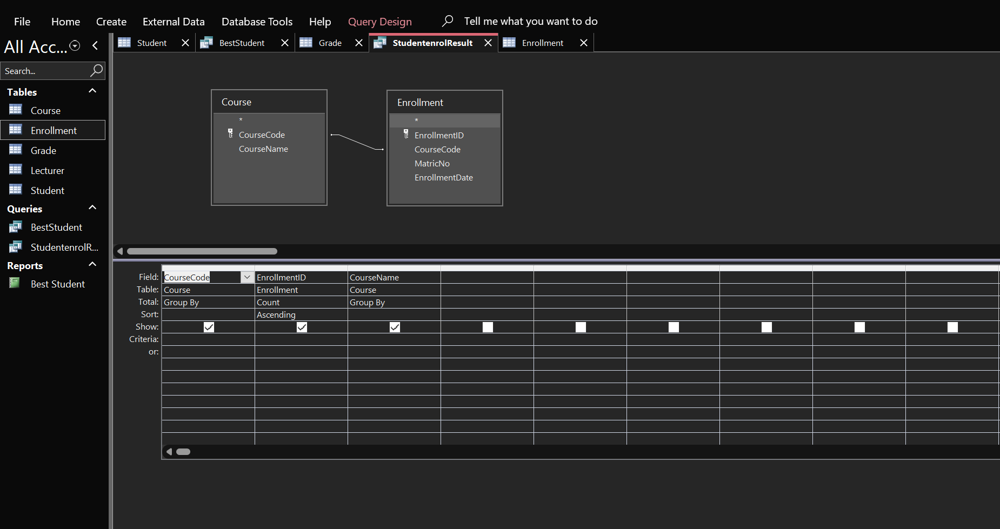 File Home Create External Data Database Tools Help Query Design Tell me what you want to do
All Acc...
Search...
Tables
Course
Enrollment
Grade
Lecturer
Student
Queries
BestStudent
StudentenrolR...
Reports
Best Student
Student BestStudent Grade StudentenrolResult Enrollment
Course
*
CourseCode
CourseName
Enrollment
*
EnrollmentID
CourseCode
MatricNo
EnrollmentDate
Field: CourseCode EnrollmentID CourseName
Table: Course Enrollment Course
Total: Group By Count Group By
Sort: Ascending
Show:
Criteria:
or: